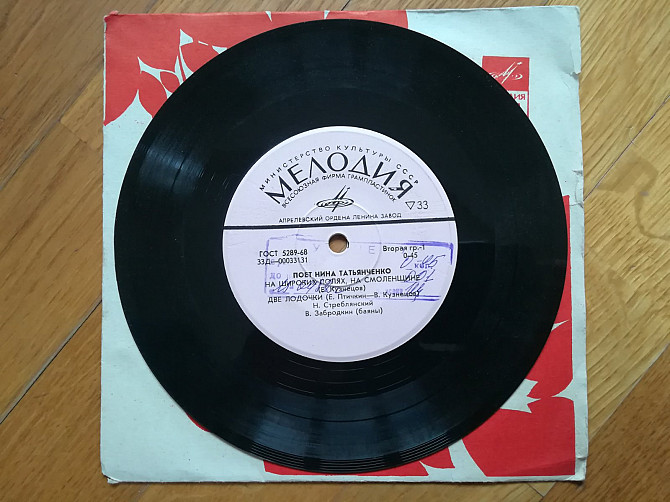 МИНИСТЕРСТВО КУЛЬТУРЫ СССР
МЕЛОДИЯ
ВСЕСОЮЗНАЯ ФИРМА ГРАМПЛАСТИНОК
▽33
АПРЕЛЕВСКИЙ ОРДЕНА ЛЕНИНА ЗАВОД
ГОСТ 5289-68
Вторая гр.-1
33Д—00033131
0-45
ПОЕТ НИНА ТАТЬЯНЧЕНКО
НА ШИРОКИХ ПОЛЯХ, НА СМОЛЕНЩИНЕ
(Е. Кузнецов)
ДВЕ ЛОДОЧКИ (Е. Птичкин—В. Кузнецов)
Н. Стреблянский
В. Забродкин (баяны)